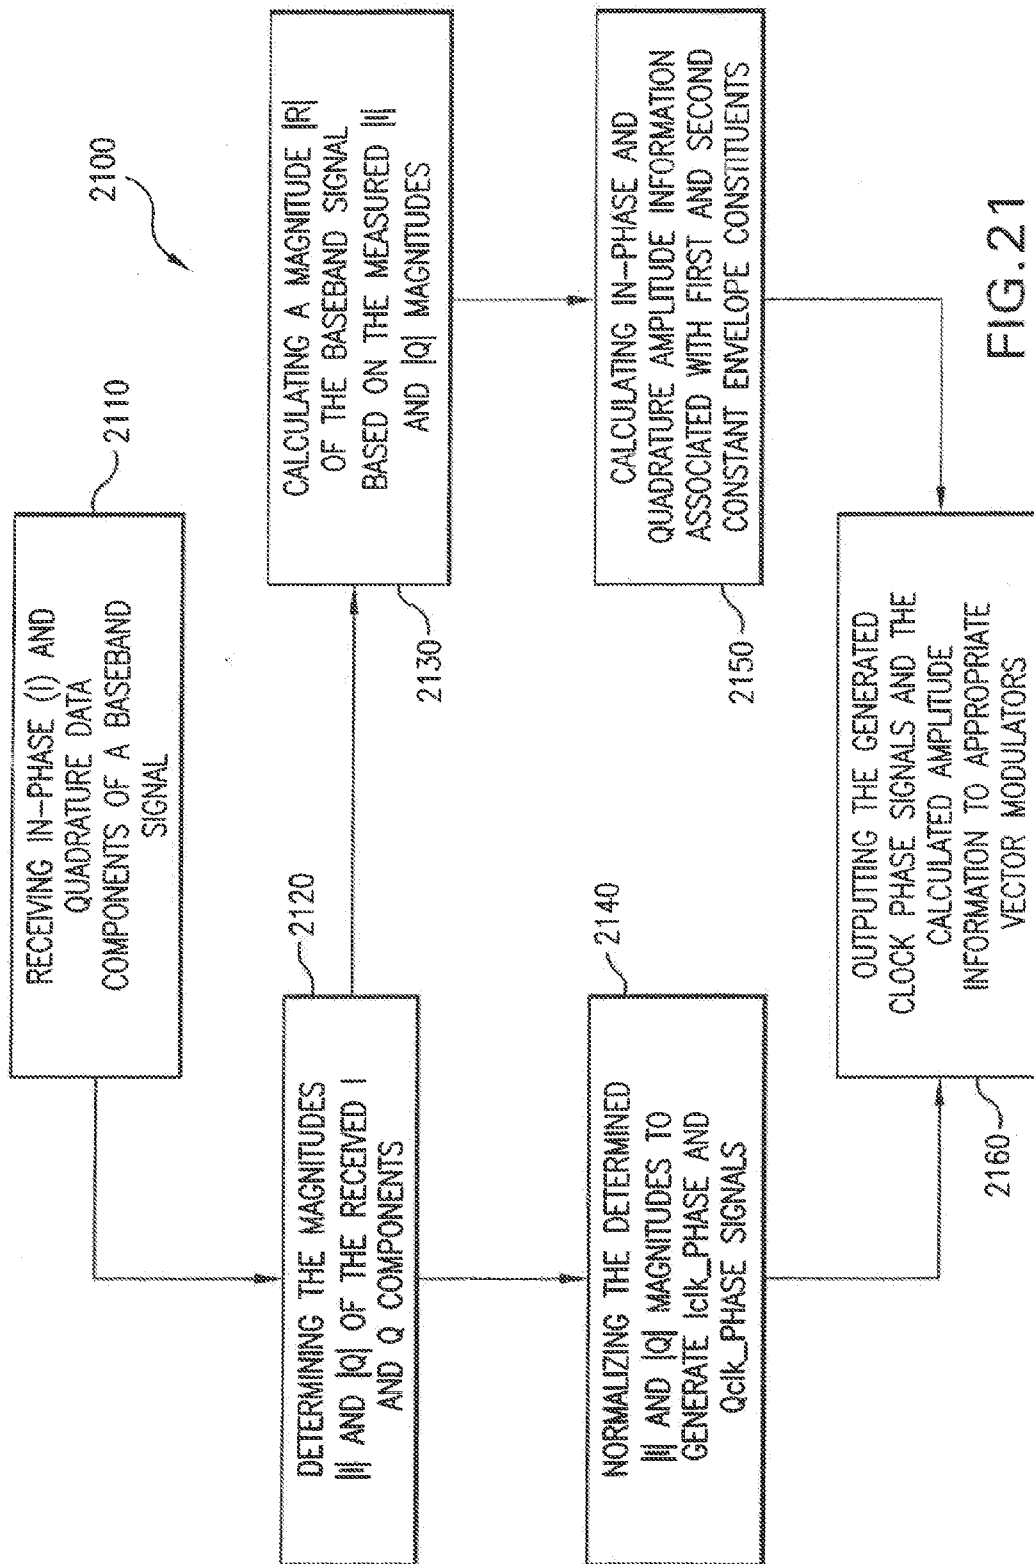 2100
RECEIVING IN-PHASE (I) AND
QUADRATURE DATA
COMPONENTS OF A BASEBAND
SIGNAL
2110
DETERMINING THE MAGNITUDES
|I| AND |Q| OF THE RECEIVED I
AND Q COMPONENTS
2120
CALCULATING A MAGNITUDE |R|
OF THE BASEBAND SIGNAL
BASED ON THE MEASURED |I|
AND |Q| MAGNITUDES
2130
NORMALIZING THE DETERMINED
|I| AND |Q| MAGNITUDES TO
GENERATE Iclk_PHASE AND
Qclk_PHASE SIGNALS
2140
CALCULATING IN-PHASE AND
QUADRATURE AMPLITUDE INFORMATION
ASSOCIATED WITH FIRST AND SECOND
CONSTANT ENVELOPE CONSTITUENTS
2150
OUTPUTTING THE GENERATED
CLOCK PHASE SIGNALS AND THE
CALCULATED AMPLITUDE
INFORMATION TO APPROPRIATE
VECTOR MODULATORS
2160
FIG.21